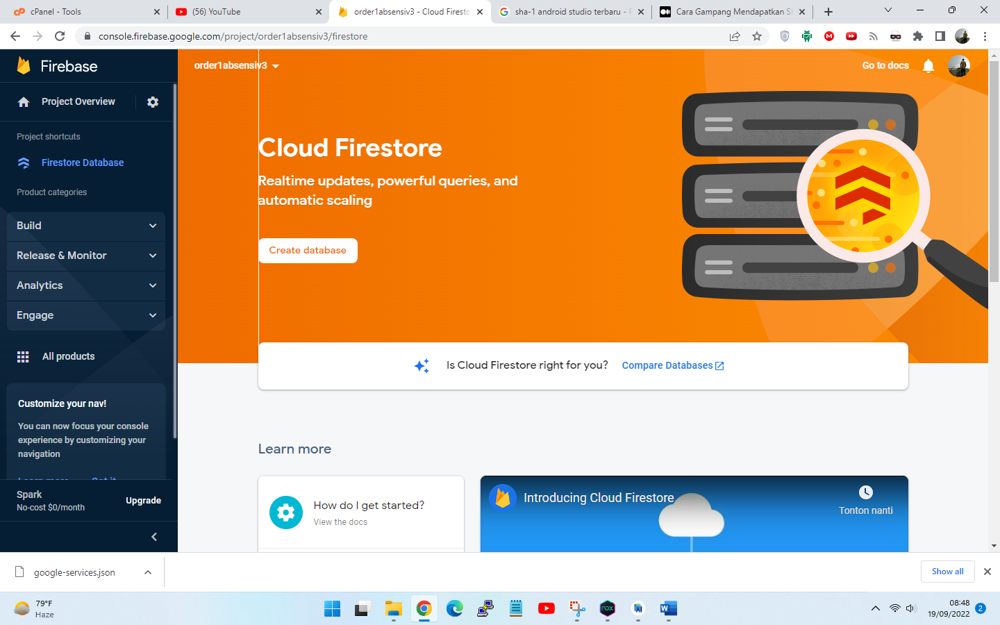 cPanel - Tools
(56) YouTube
order1absensiv3 - Cloud Firesto
sha-1 android studio terbaru - P
Cara Gampang Mendapatkan S
console.firebase.google.com/project/order1absensiv3/firestore
Firebase
order1absensiv3
Go to docs
Project Overview
Project shortcuts
Firestore Database
Product categories
Build
Release & Monitor
Analytics
Engage
All products
Customize your nav!
You can now focus your console
experience by customizing your
navigation
Learn more
Got it
Spark
No-cost $0/month
Upgrade
Cloud Firestore
Realtime updates, powerful queries, and
automatic scaling
Create database
Is Cloud Firestore right for you?
Compare Databases
Learn more
How do I get started?
View the docs
Introducing Cloud Firestore
Tonton nanti
google-services.json
Show all
79°F
Haze
nox
W
08:48
19/09/2022
2